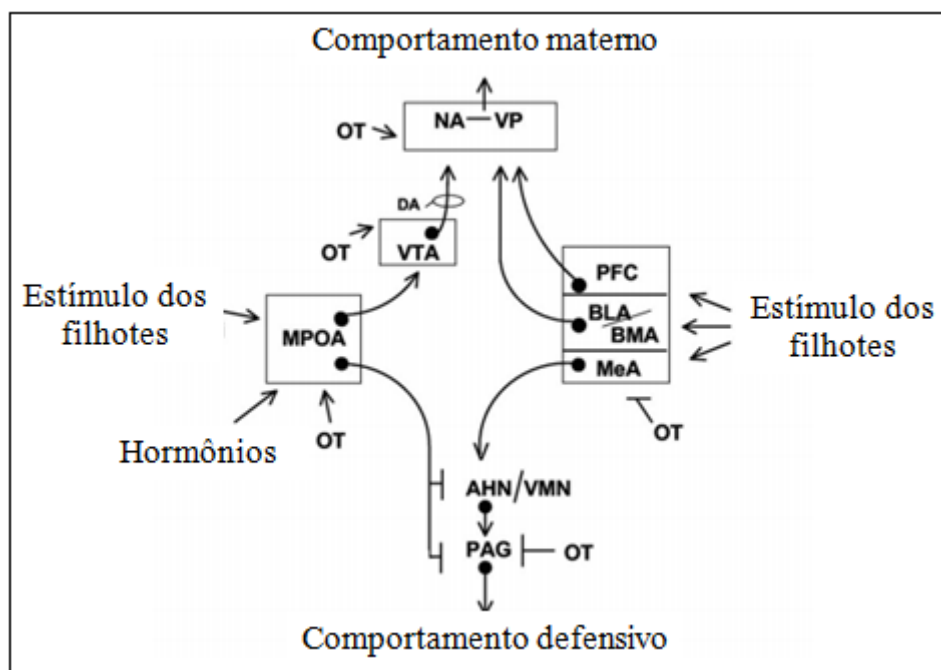 Comportamento materno
NA VP
OT
DA
VTA
OT
Estímulo dos
filhotes
MPOA
Hormônios
OT
PFC
BLA
BMA
MeA
Estímulo dos
filhotes
OT
AHN/VMN
PAG
OT
Comportamento defensivo